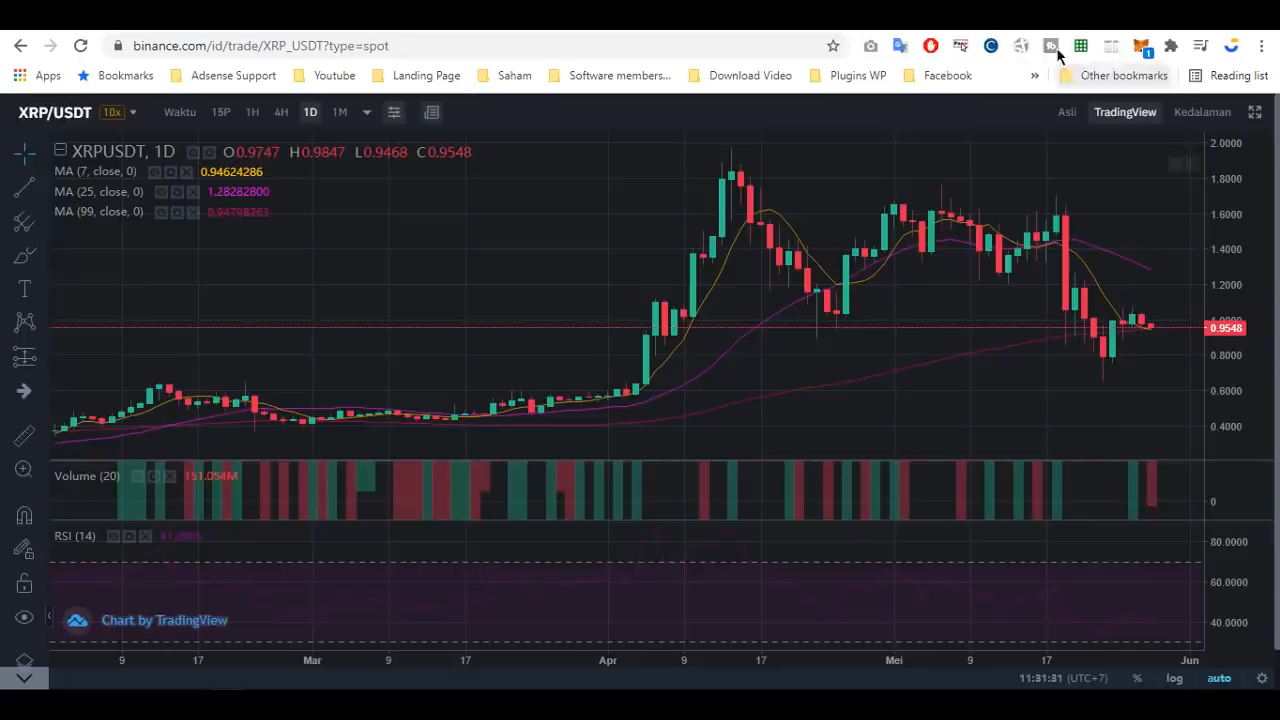 binance.com/id/trade/XRP_USDT?type=spot
1
Apps Bookmarks Adsense Support Youtube Landing Page Saham Software members... Download Video Plugins WP Facebook » Other bookmarks Reading list
XRP/USDT 10x Waktu 15P 1H 4H 1D 1M Asli TradingView Kedalaman
XRPUSDT, 1D O0.9747 H0.9847 L0.9468 C0.9548
MA (7, close, 0) 0.94624286
MA (25, close, 0) 1.28282800
MA (99, close, 0) 0.94798263
2.0000
1.8000
1.6000
1.4000
1.2000
1.0000
0.9548
0.8000
0.6000
0.4000
Volume (20) 151.054M
0
RSI (14)
80.0000
60.0000
40.0000
Chart by TradingView
9 17 Mar 9 17 Apr 9 17 Mei 9 17 Jun
11:31:31 (UTC+7) % log auto